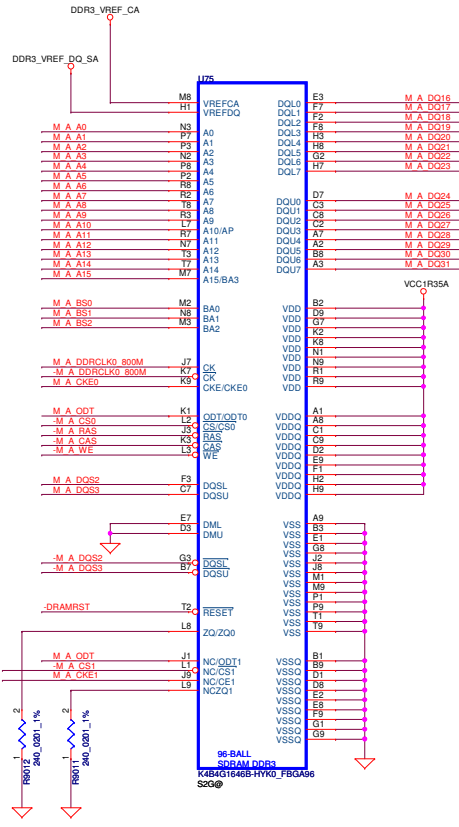 DDR3_VREF_CA
DDR3_VREF_DQ_SA
U75
M8 VREFCA
H1 VREFDQ
M_A_A0 N3 A0
M_A_A1 P7 A1
M_A_A2 P3 A2
M_A_A3 N2 A3
M_A_A4 P8 A4
M_A_A5 P2 A5
M_A_A6 R8 A6
M_A_A7 R2 A7
M_A_A8 T8 A8
M_A_A9 R3 A9
M_A_A10 L7 A10/AP
M_A_A11 R7 A11
M_A_A12 N7 A12
M_A_A13 T3 A13
M_A_A14 T7 A14
M_A_A15 M7 A15/BA3
M_A_BS0 M2 BA0
M_A_BS1 N8 BA1
M_A_BS2 M3 BA2
M_A_DDRCLK0_800M J7 CK
-M_A_DDRCLK0_800M K7 CK
M_A_CKE0 K9 CKE/CKE0
M_A_ODT K1 ODT/ODT0
-M_A_CS0 L2 CS/CS0
-M_A_RAS J3 RAS
-M_A_CAS K3 CAS
-M_A_WE L3 WE
M_A_DQS2 F3 DQSL
M_A_DQS3 C7 DQSU
E7 DML
D3 DMU
-M_A_DQS2 G3 DQSL
-M_A_DQS3 B7 DQSU
-DRAMRST T2 RESET
L8 ZQ/ZQ0
M_A_ODT J1 NC/ODT1
-M_A_CS1 L1 NC/CS1
M_A_CKE1 J9 NC/CE1
L9 NCZQ1
DQL0 E3 M_A_DQ16
DQL1 F7 M_A_DQ17
DQL2 F2 M_A_DQ18
DQL3 F8 M_A_DQ19
DQL4 H3 M_A_DQ20
DQL5 H8 M_A_DQ21
DQL6 G2 M_A_DQ22
DQL7 H7 M_A_DQ23
DQU0 D7 M_A_DQ24
DQU1 C3 M_A_DQ25
DQU2 C8 M_A_DQ26
DQU3 C2 M_A_DQ27
DQU4 A7 M_A_DQ28
DQU5 A2 M_A_DQ29
DQU6 B8 M_A_DQ30
DQU7 A3 M_A_DQ31
VCC1R35A
VDD B2
VDD D9
VDD G7
VDD K2
VDD K8
VDD N1
VDD N9
VDD R1
VDD R9
VDDQ A1
VDDQ A8
VDDQ C1
VDDQ C9
VDDQ D2
VDDQ E9
VDDQ F1
VDDQ H2
VDDQ H9
VSS A9
VSS B3
VSS E1
VSS G8
VSS J2
VSS J8
VSS M1
VSS M9
VSS P1
VSS P9
VSS T1
VSS T9
VSSQ B1
VSSQ B9
VSSQ D1
VSSQ D8
VSSQ E2
VSSQ E8
VSSQ F9
VSSQ G1
VSSQ G9
2
1
R9012
240_0201_1%
2
1
R9011
240_0201_1%
96-BALL
SDRAM DDR3
K4B4G1646B-HYK0_FBGA96
S2G@